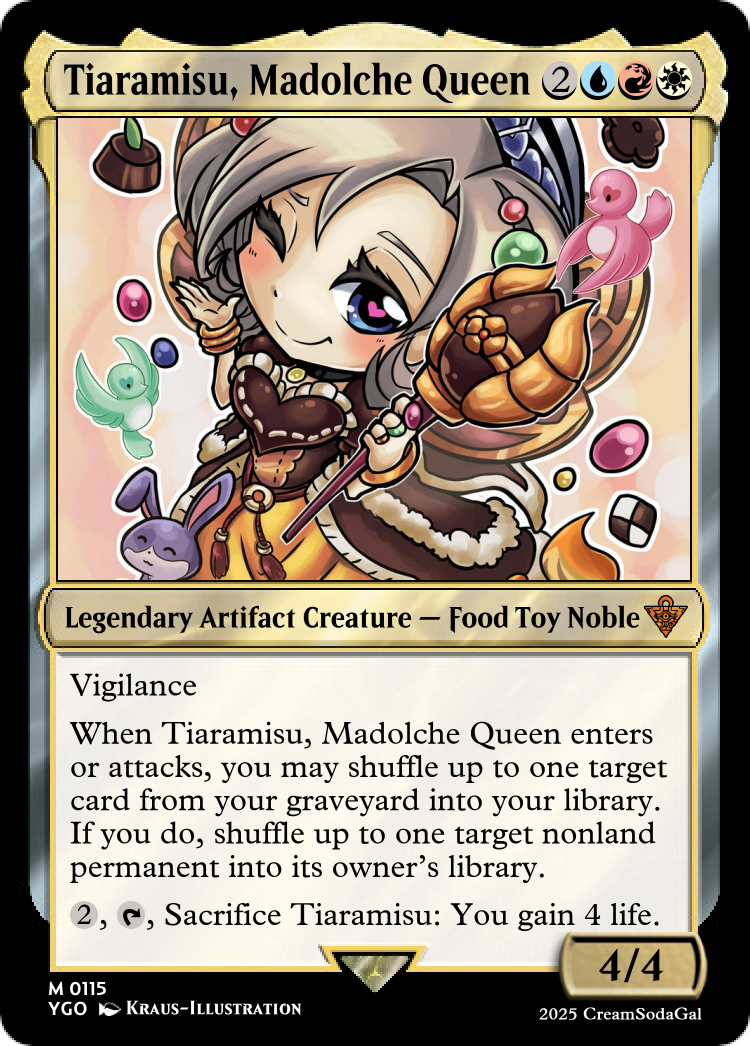 Tiaramisu, Madolche Queen 2
Legendary Artifact Creature — Food Toy Noble
Vigilance
When Tiaramisu, Madolche Queen enters
or attacks, you may shuffle up to one target
card from your graveyard into your library.
If you do, shuffle up to one target nonland
permanent into its owner's library.
2, , Sacrifice Tiaramisu: You gain 4 life.
4/4
M 0115
YGO Kraus-Illustration
2025 CreamSodaGal